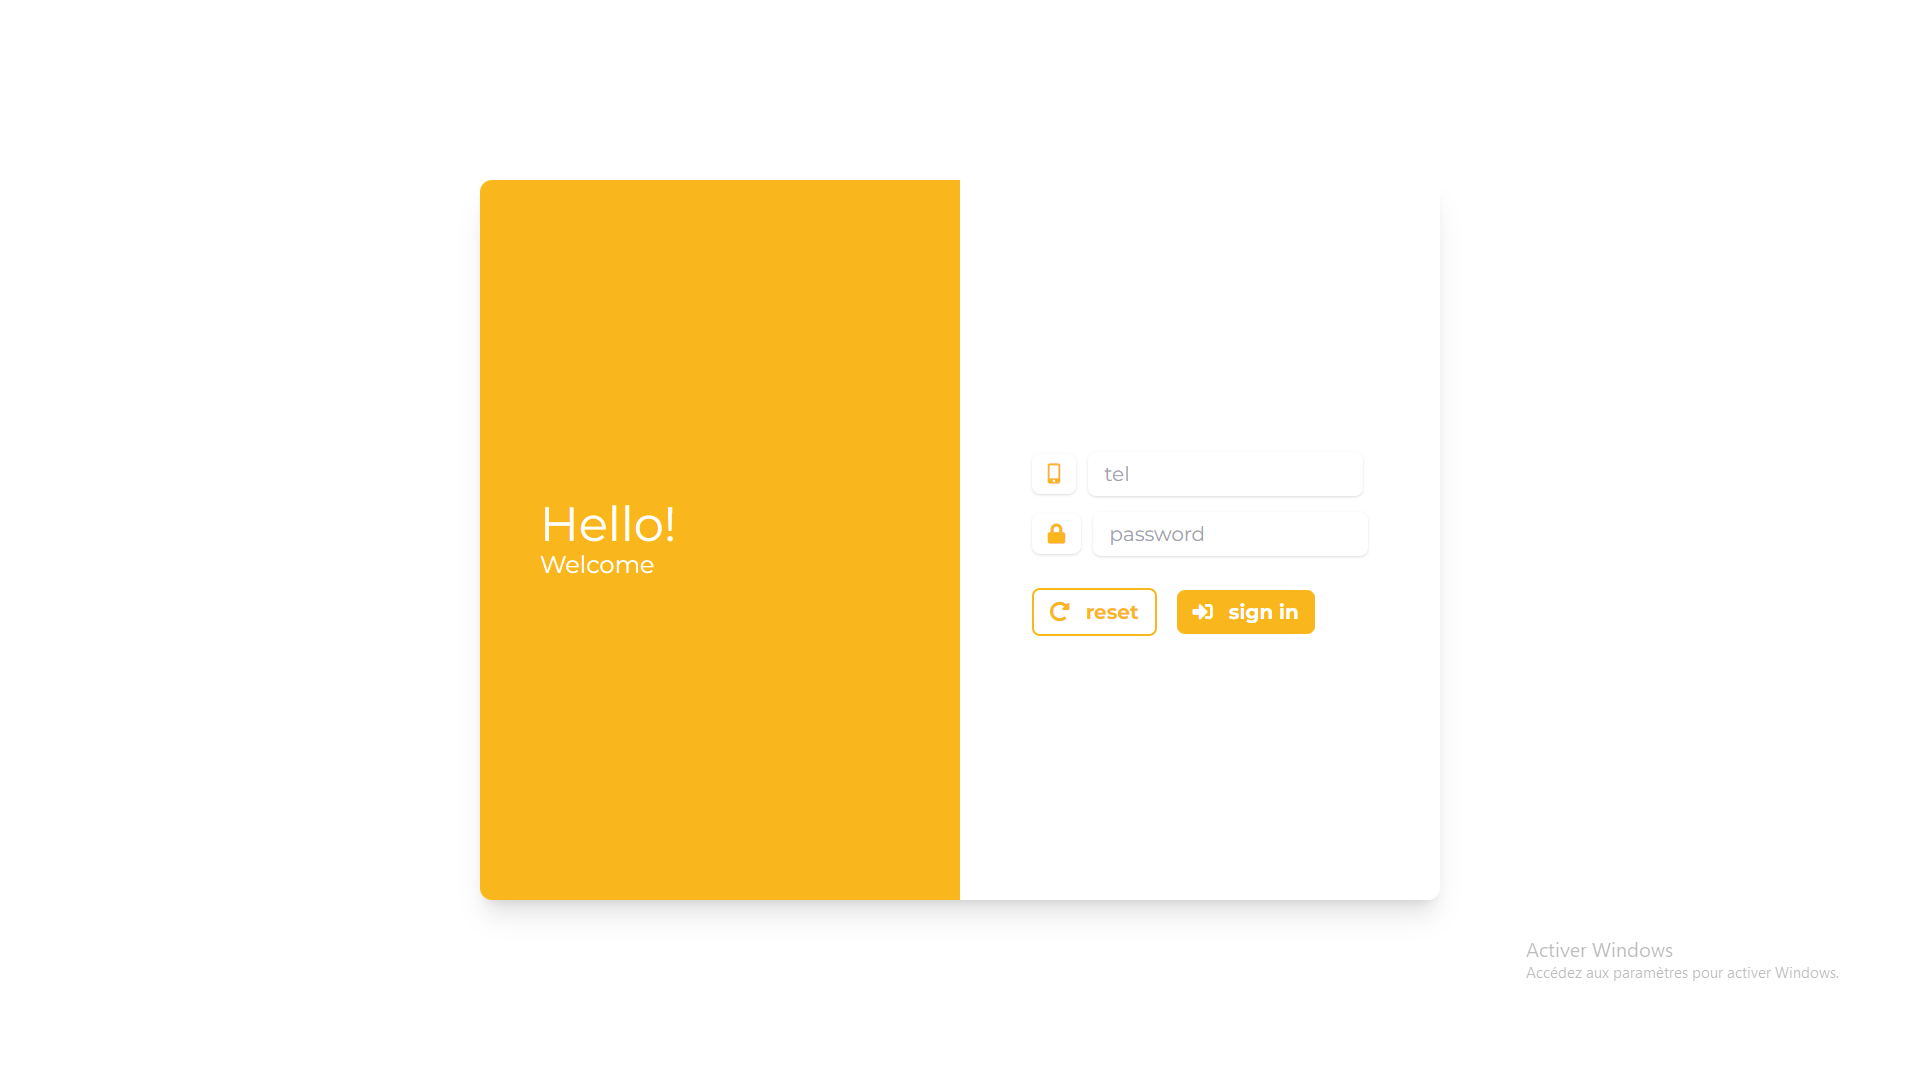 Hello!
Welcome
tel
password
reset
sign in
Activer Windows
Accédez aux paramètres pour activer Windows.